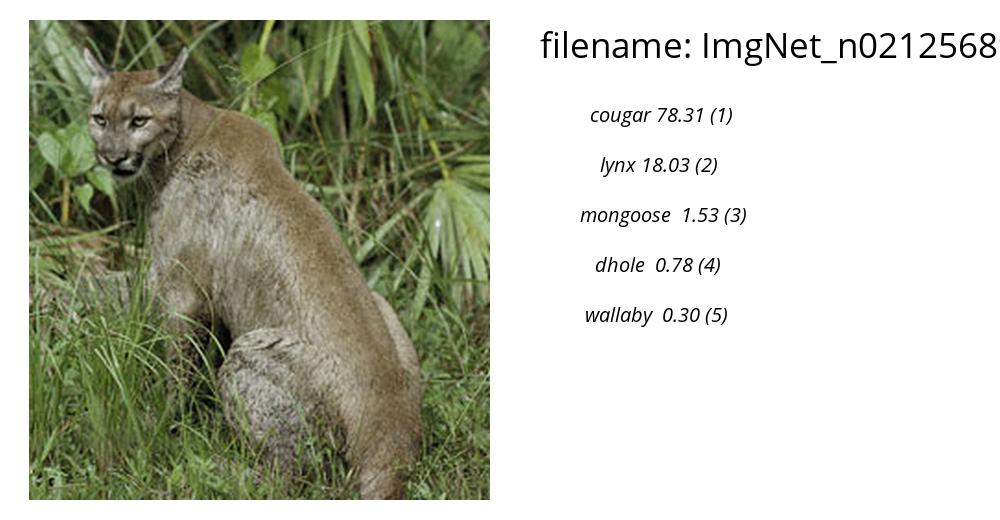 filename: ImgNet_n0212568
cougar 78.31 (1)
lynx 18.03 (2)
mongoose 1.53 (3)
dhole 0.78 (4)
wallaby 0.30 (5)